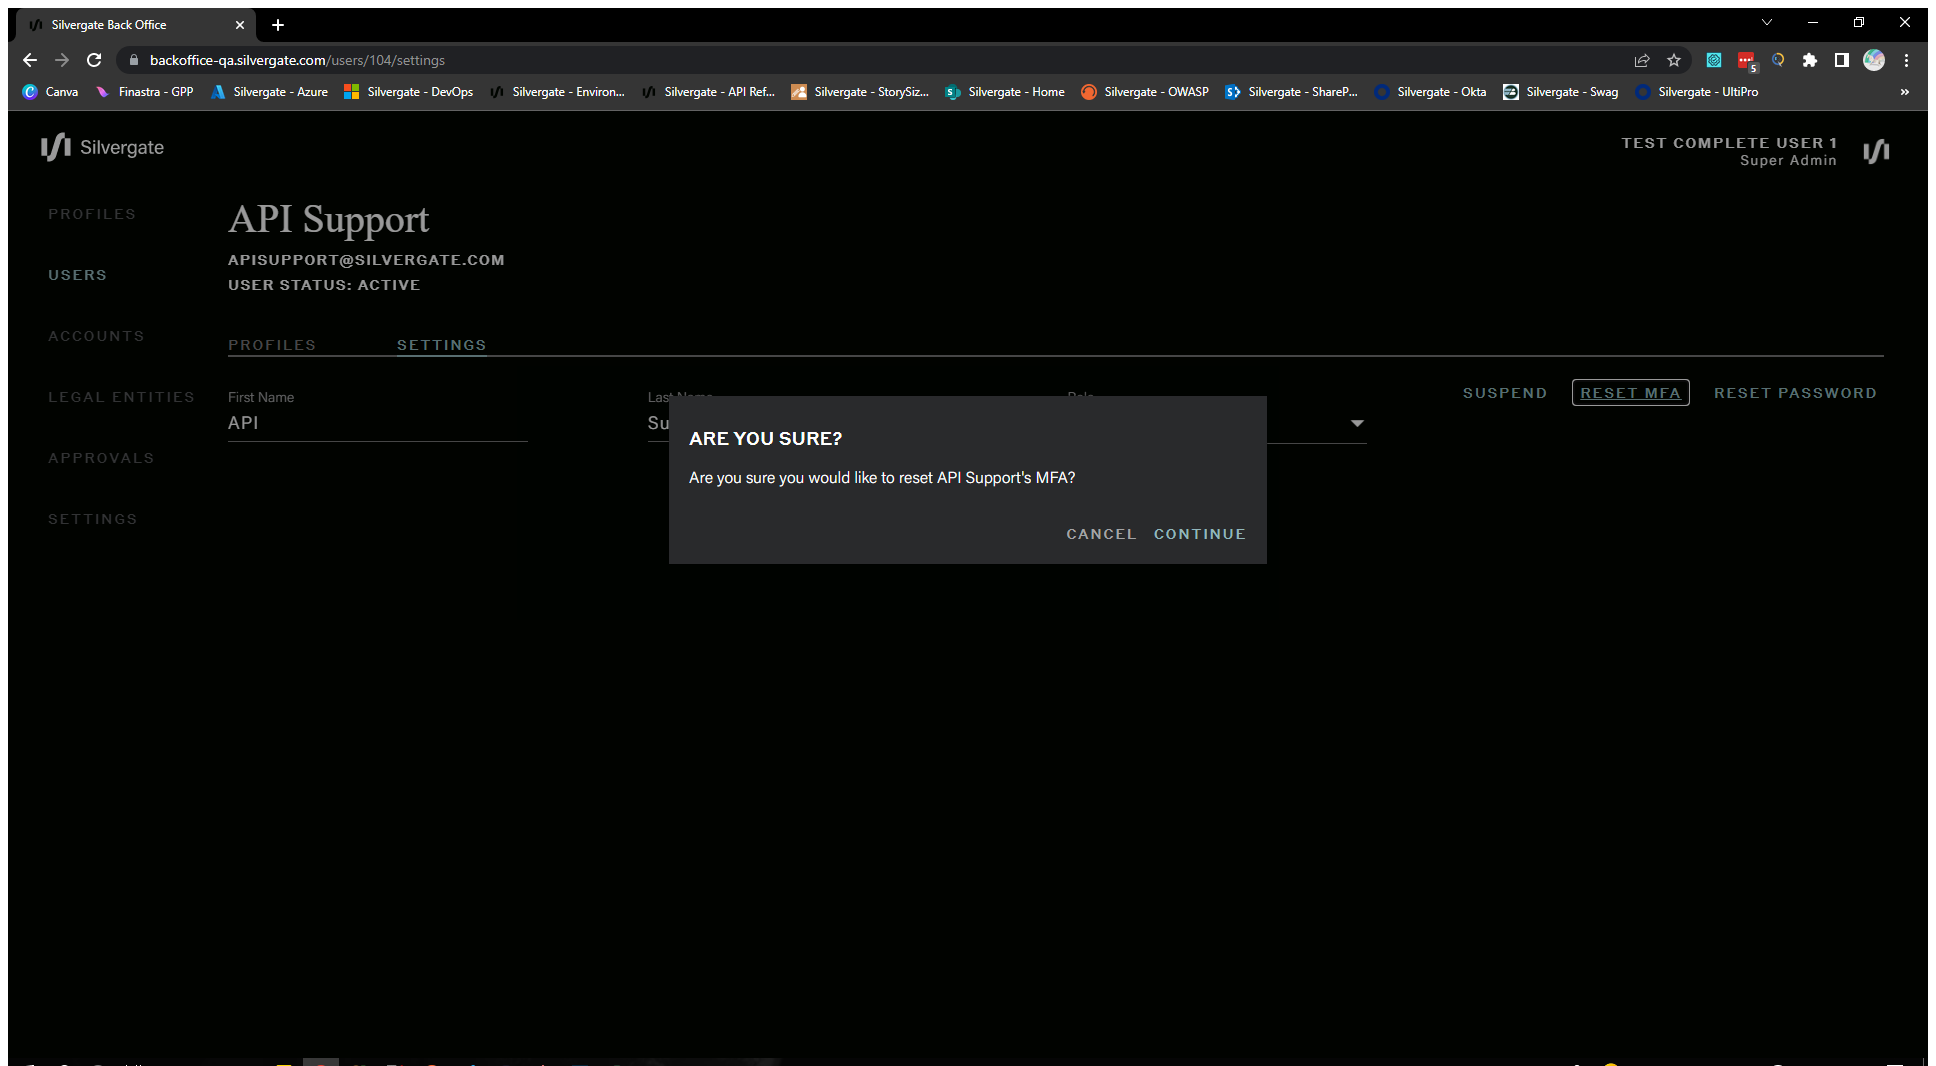 Silvergate Back Office
backoffice-qa.silvergate.com/users/104/settings
5
Canva
Finastra - GPP
Silvergate - Azure
Silvergate - DevOps
Silvergate - Environ...
Silvergate - API Ref...
Silvergate - StorySiz...
Silvergate - Home
Silvergate - OWASP
Silvergate - ShareP...
Silvergate - Okta
Silvergate - Swag
Silvergate - UltiPro
Silvergate
TEST COMPLETE USER 1
Super Admin
PROFILES
USERS
ACCOUNTS
LEGAL ENTITIES
APPROVALS
SETTINGS
API Support
APISUPPORT@SILVERGATE.COM
USER STATUS: ACTIVE
PROFILES
SETTINGS
First Name
API
Last Name
Su
SUSPEND
RESET MFA
RESET PASSWORD
ARE YOU SURE?
Are you sure you would like to reset API Support's MFA?
CANCEL
CONTINUE